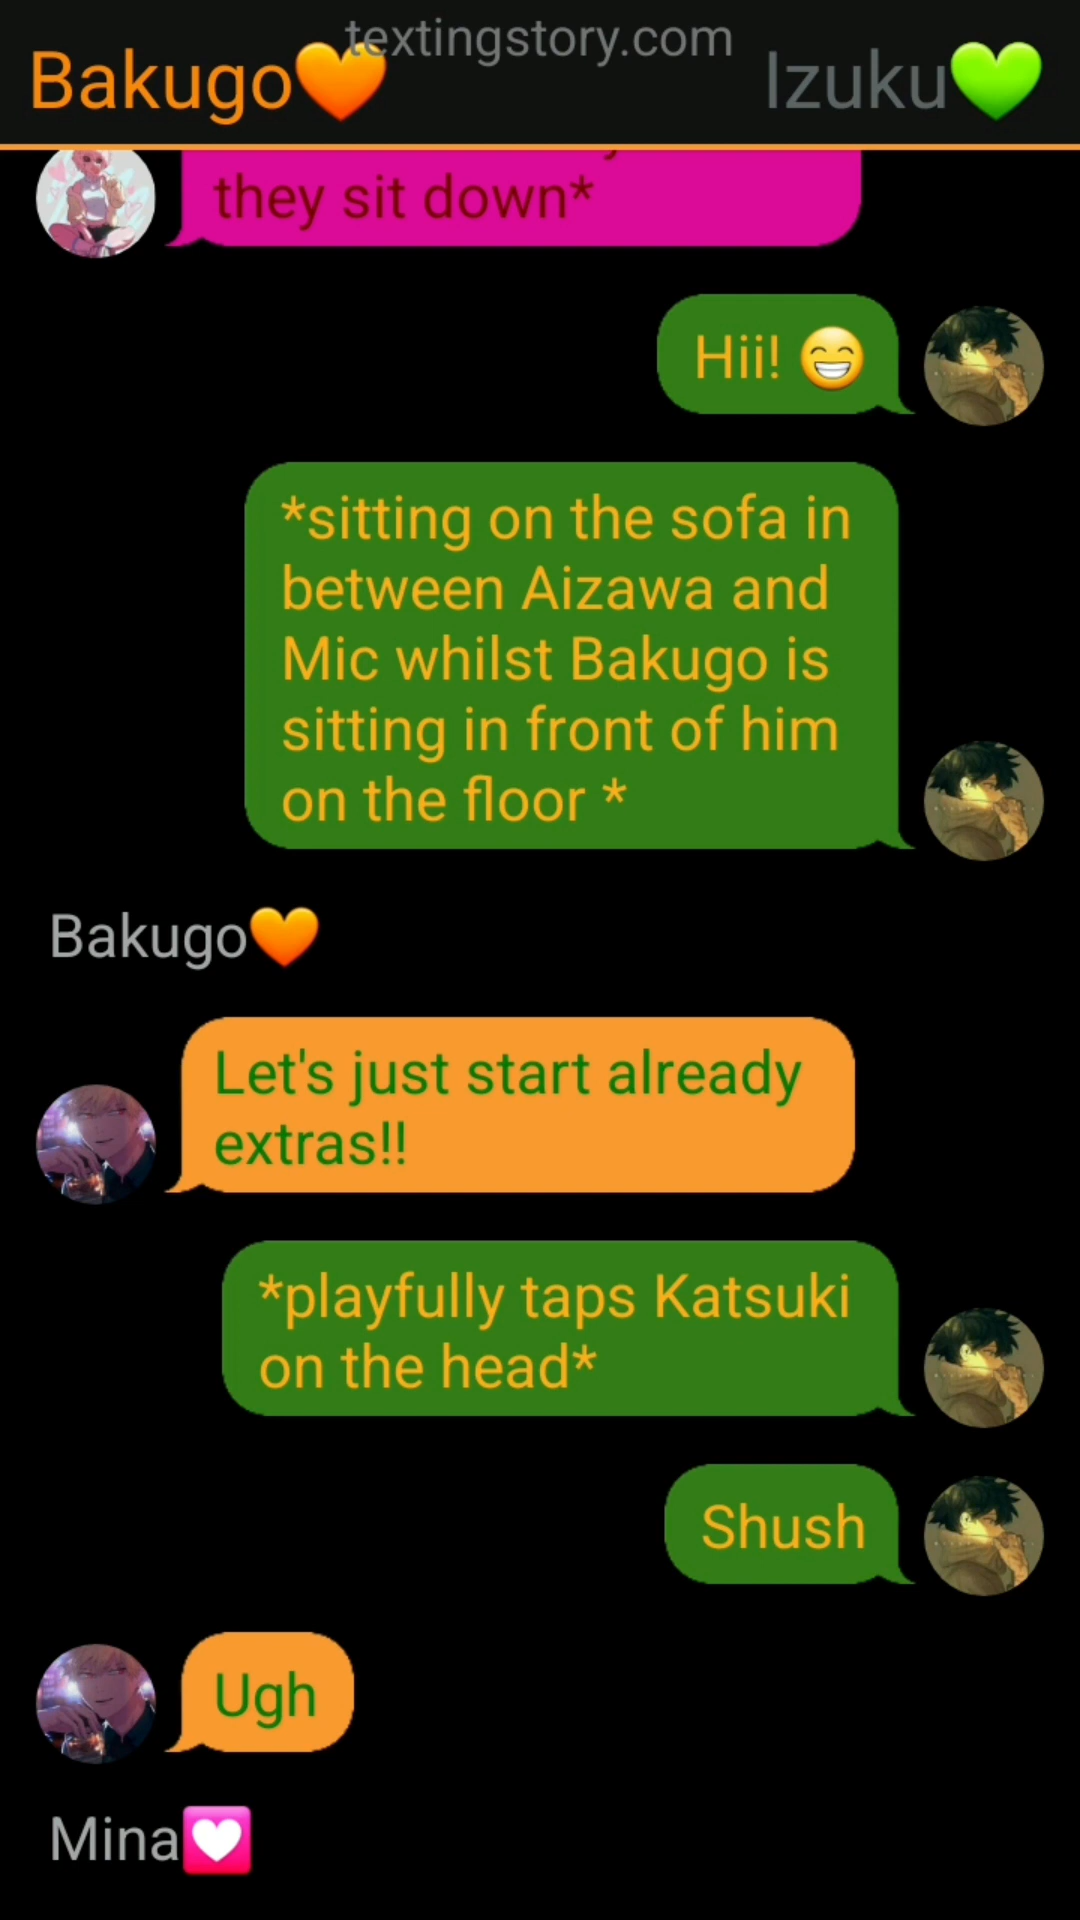 textingstory.com
Bakugo🧡 Izuku💚
they sit down*
Hii! 😁
*sitting on the sofa in
between Aizawa and
Mic whilst Bakugo is
sitting in front of him
on the floor *
Bakugo🧡
Let's just start already
extras!!
*playfully taps Katsuki
on the head*
Shush
Ugh
Mina💟